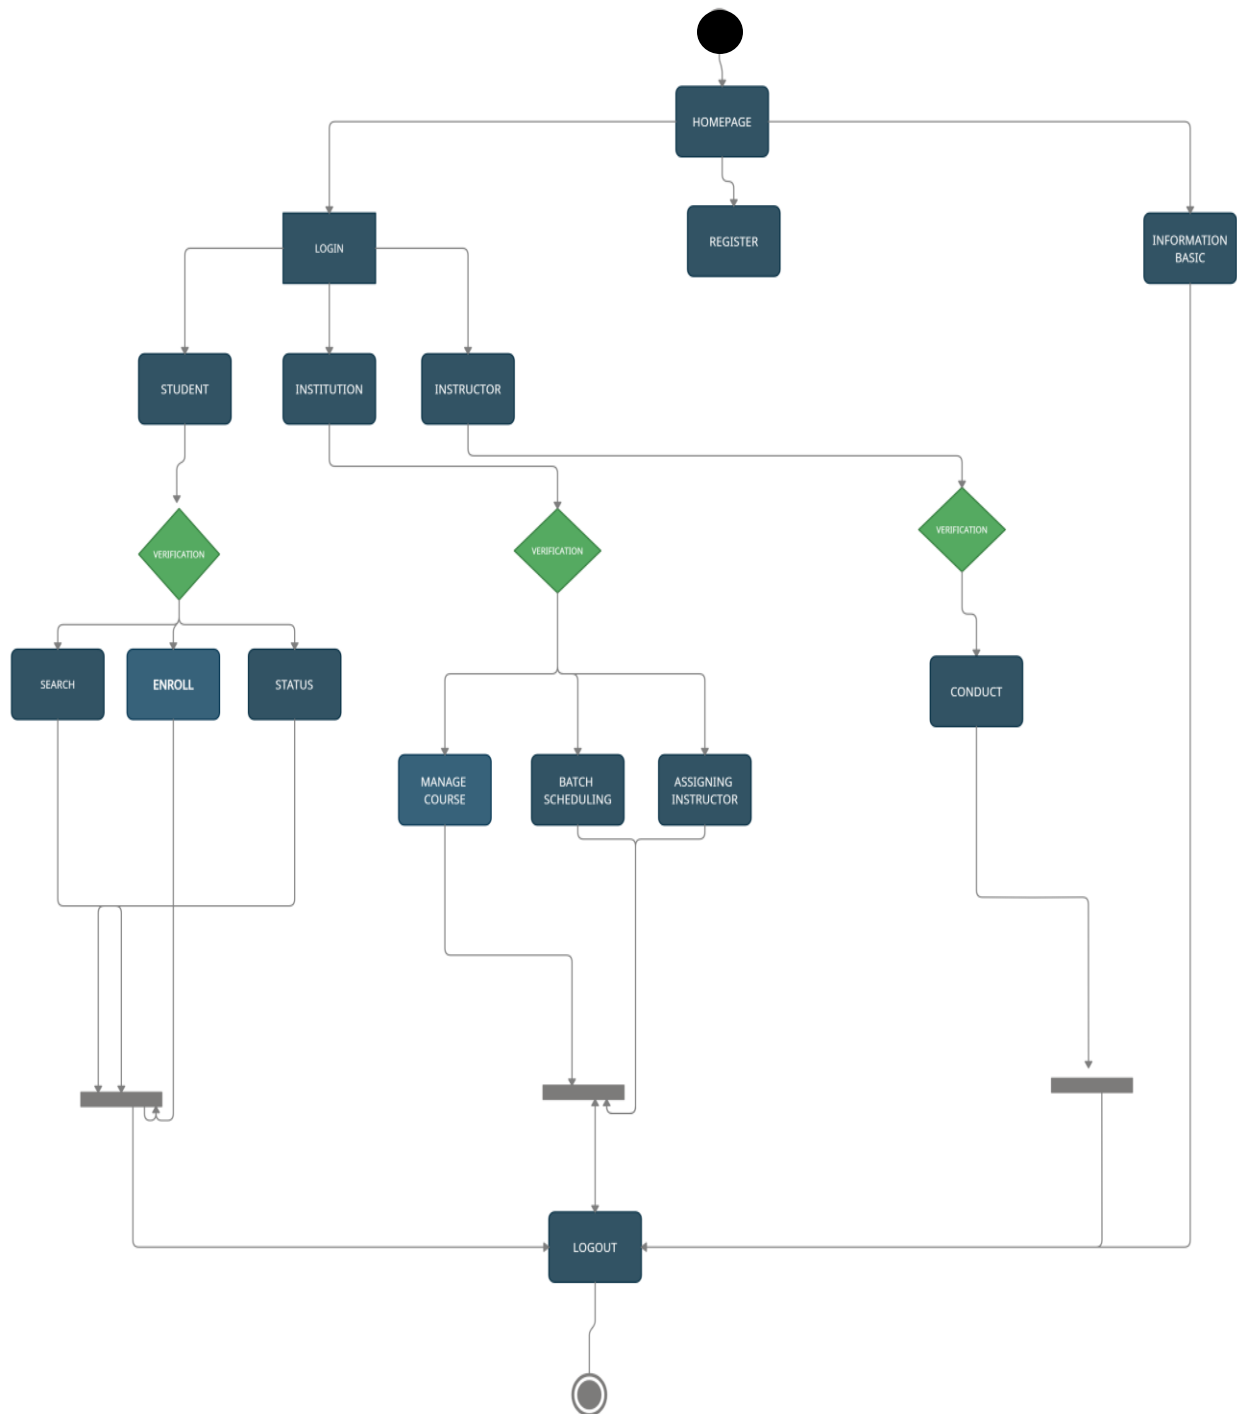 HOMEPAGE
REGISTER
LOGIN
INFORMATION
BASIC
STUDENT
INSTITUTION
INSTRUCTOR
VERIFICATION
VERIFICATION
VERIFICATION
SEARCH
ENROLL
STATUS
CONDUCT
MANAGE
COURSE
BATCH
SCHEDULING
ASSIGNING
INSTRUCTOR
LOGOUT